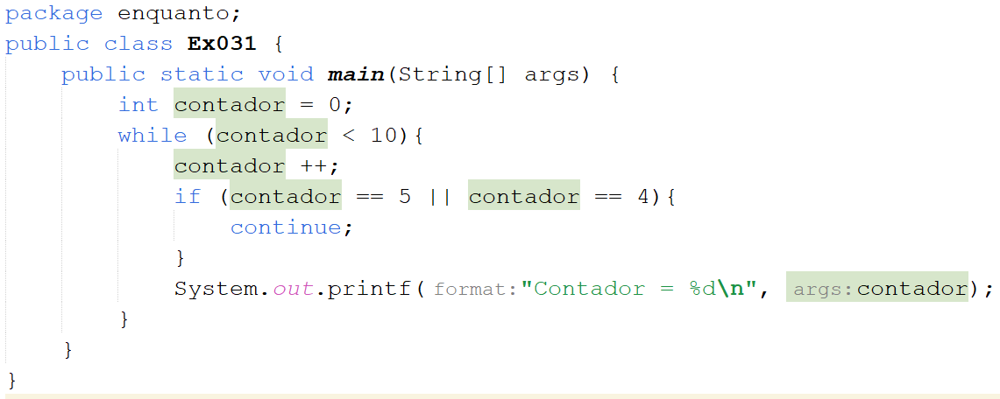 package enquanto;
public class Ex031 {
public static void main(String[] args) {
int contador = 0;
while (contador < 10){
contador ++;
if (contador == 5 || contador == 4){
continue;
}
System.out.printf( format: "Contador = %d\n", args: contador);
}
}
}